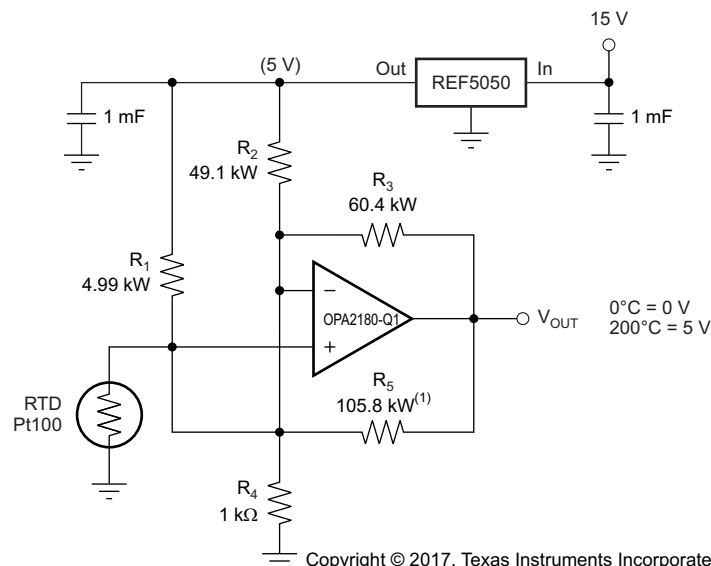 15 V
(5 V)
Out
REF5050
In
1 mF
1 mF
R2
49.1 kW
R3
60.4 kW
R1
4.99 kW
−
OPA2180-Q1
+
VOUT
0°C = 0 V
200°C = 5 V
RTD
Pt100
R5
105.8 kW(1)
R4
1 kΩ
Copyright © 2017, Texas Instruments Incorporate